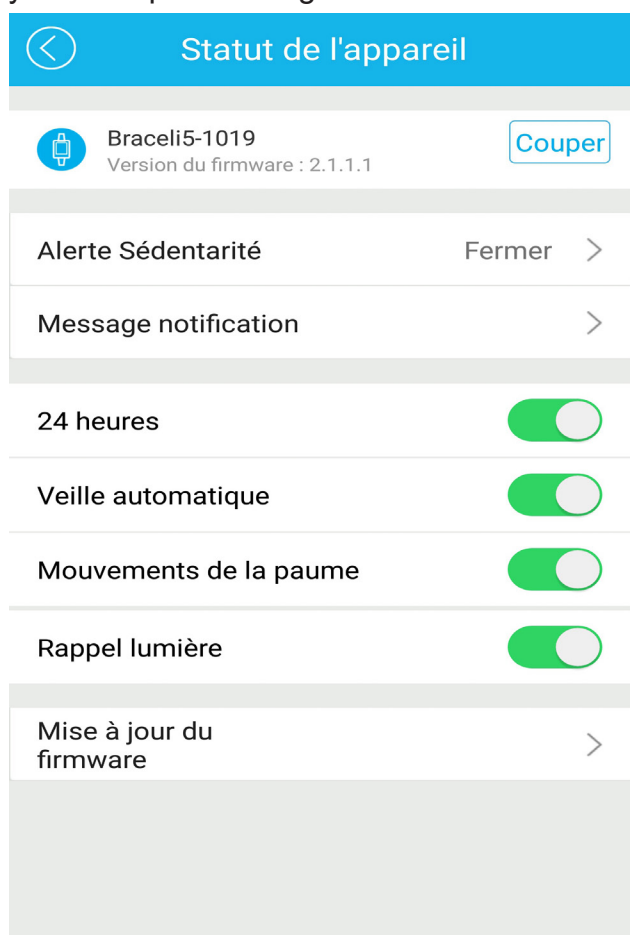 Statut de l'appareil
Braceli5-1019
Couper
Version du firmware : 2.1.1.1
Alerte Sédentarité
Fermer
Message notification
24 heures
Veille automatique
Mouvements de la paume
Rappel lumière
Mise à jour du
firmware